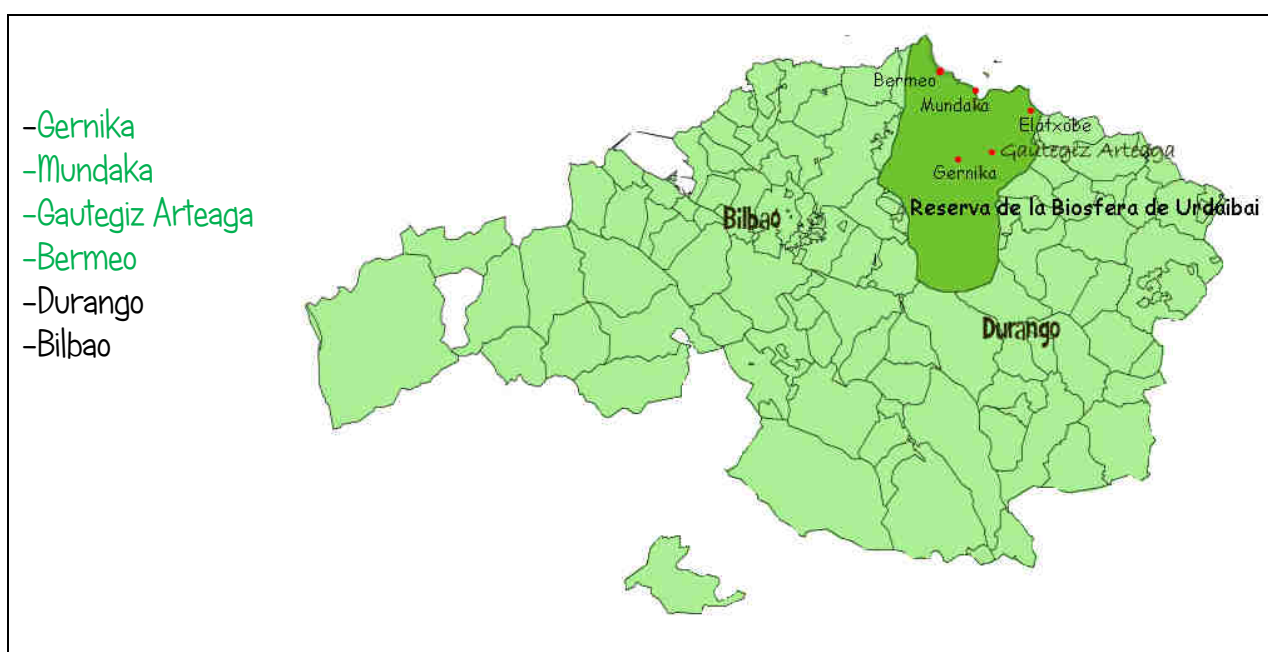 -Gernika
-Mundaka
-Gautegiz Arteaga
-Bermeo
-Durango
-Bilbao
Bermeo
Mundaka
Elatxobe
Gautegiz Arteaga
Gernika
Reserva de la Biosfera de Urdaibai
Bilbao
Durango